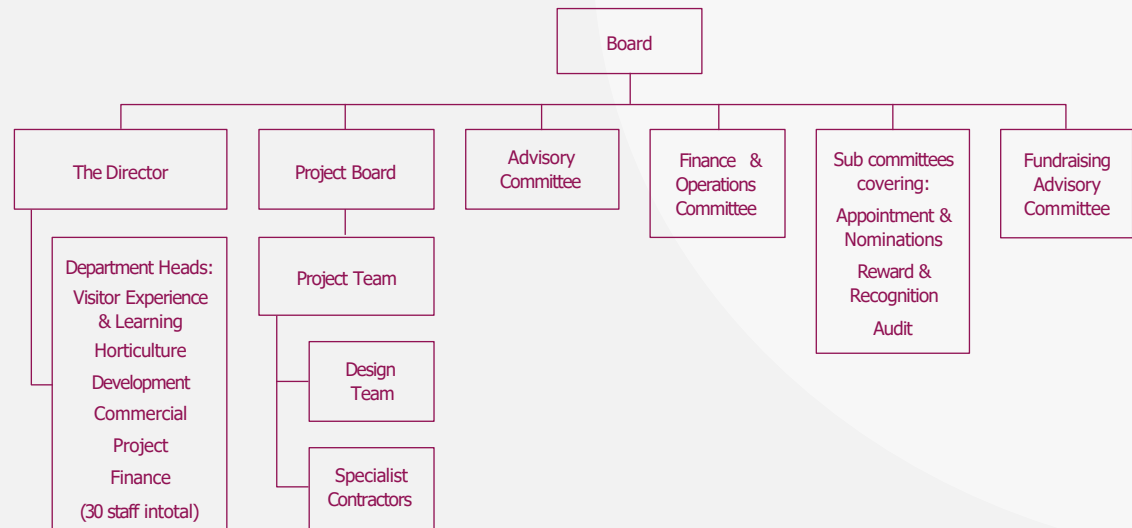 Board
The Director
Project Board
Advisory
Committee
Finance & 
Operations
Committee
Sub committees
covering:
Appointment &
Nominations
Reward &
Recognition
Audit
Fundraising
Advisory
Committee
Department Heads:
Visitor Experience
& Learning
Horticulture
Development
Commercial
Project
Finance
(30 staff intotal)
Project Team
Design
Team
Specialist
Contractors